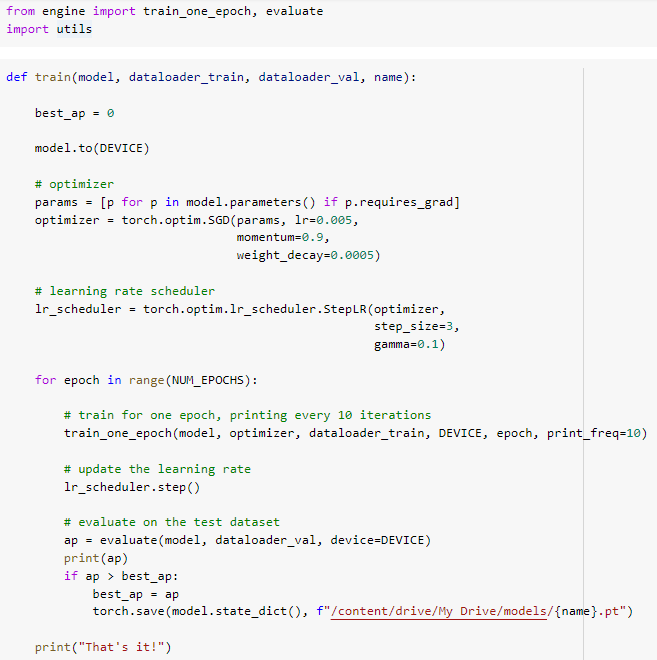 from engine import train_one_epoch, evaluate
import utils
def train(model, dataloader_train, dataloader_val, name):
    best_ap = 0
    model.to(DEVICE)
    # optimizer
    params = [p for p in model.parameters() if p.requires_grad]
    optimizer = torch.optim.SGD(params, lr=0.005,
                                momentum=0.9,
                                weight_decay=0.0005)
    # learning rate scheduler
    lr_scheduler = torch.optim.lr_scheduler.StepLR(optimizer,
                                                   step_size=3,
                                                   gamma=0.1)
    for epoch in range(NUM_EPOCHS):
        # train for one epoch, printing every 10 iterations
        train_one_epoch(model, optimizer, dataloader_train, DEVICE, epoch, print_freq=10)
        # update the learning rate
        lr_scheduler.step()
        # evaluate on the test dataset
        ap = evaluate(model, dataloader_val, device=DEVICE)
        print(ap)
        if ap > best_ap:
            best_ap = ap
            torch.save(model.state_dict(), f"/content/drive/My Drive/models/{name}.pt")
    print("That's it!")